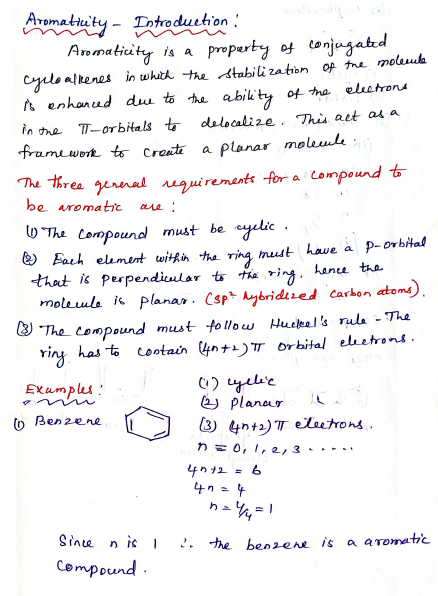 Aromaticity - Introduction :
Aromaticity is a property of conjugated
cycloalkenes in which the stabilization of the molecule
is enhanced due to the ability of the electrons
in the π-orbitals to delocalize. This act as a
framework to create a planar molecule.
The three general requirements for a compound to
be aromatic are :
(1) The compound must be cyclic.
(2) Each element within the ring must have a p-orbital
that is perpendicular to the ring, hence the
molecule is planar. (sp² hybridized carbon atoms).
(3) The compound must follow Huckel's rule - The
ring has to contain (4n+2)π orbital electrons.
Examples :
(1) Benzene
(1) cyclic
(2) Planar
(3) (4n+2)π electrons.
n = 0, 1, 2, 3 .....
4n+2 = 6
4n = 4
n = 4/4 = 1
Since n is 1 ∴ the benzene is a aromatic
compound.